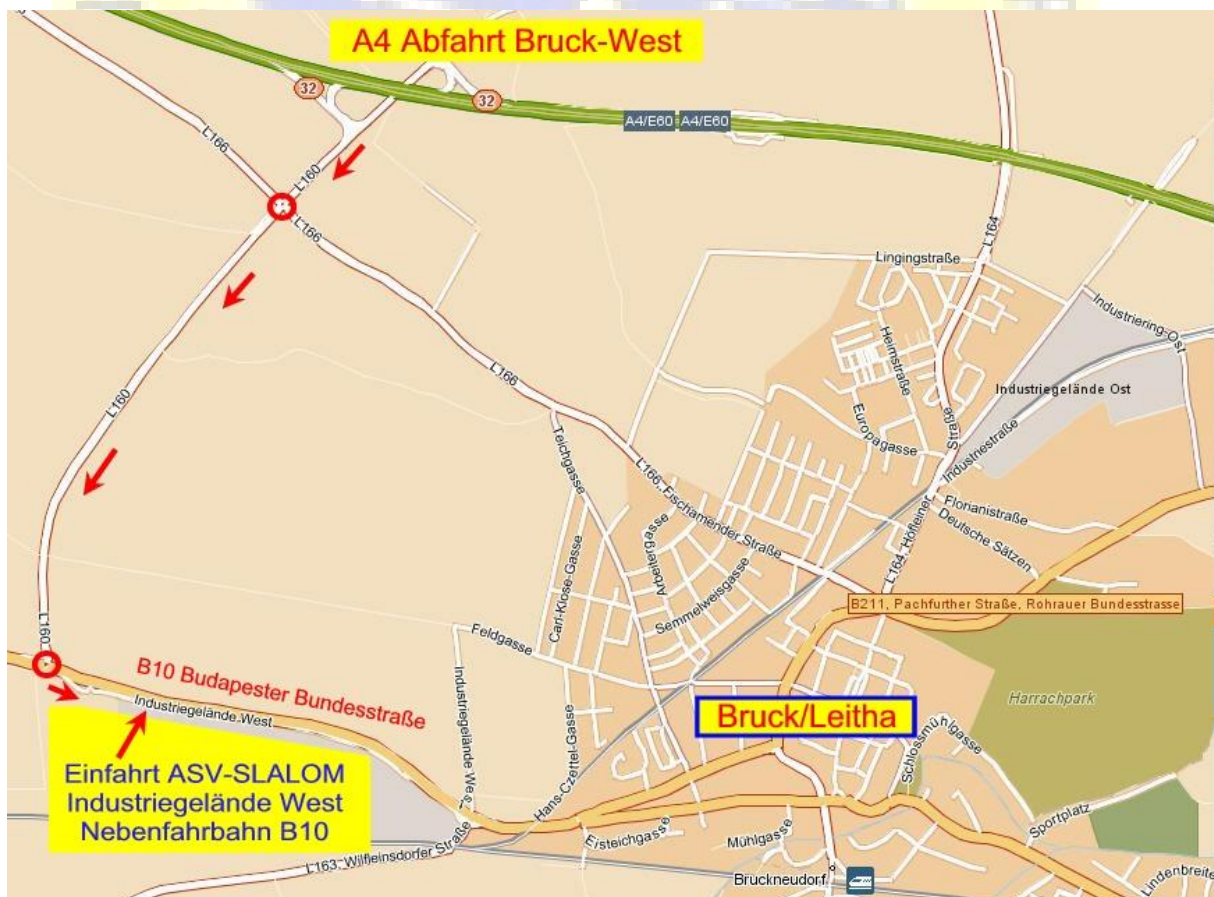 A4 Abfahrt Bruck-West
32
32
A4/E60
A4/E60
L166
L160
L166
L164
Lingingstraße
Industriering-Ost
Heimstraße
L166
L160
Industriegelände Ost
Europagasse
Straße
Industriestraße
Teichgasse
L166, Fischamender Straße
Florianistraße
Deutsche Sätzen
L164, Höfleiner
Arbeitergasse
Carl-Klose-Gasse
Semmelweisgasse
B211, Pachfurther Straße, Rohrauer Bundesstrasse
Feldgasse
L160
B10 Budapester Bundesstraße
Industriegelände West
Industriegelände West
Harrachpark
Bruck/Leitha
Schlossmühlgasse
Hans-Czettel-Gasse
Einfahrt ASV-SLALOM
Industriegelände West
Nebenfahrbahn B10
Eisteichgasse
Mühlgasse
Sportplatz
L163, Wilfleinsdorfer Straße
Bruckneudorf
Lindenbreite